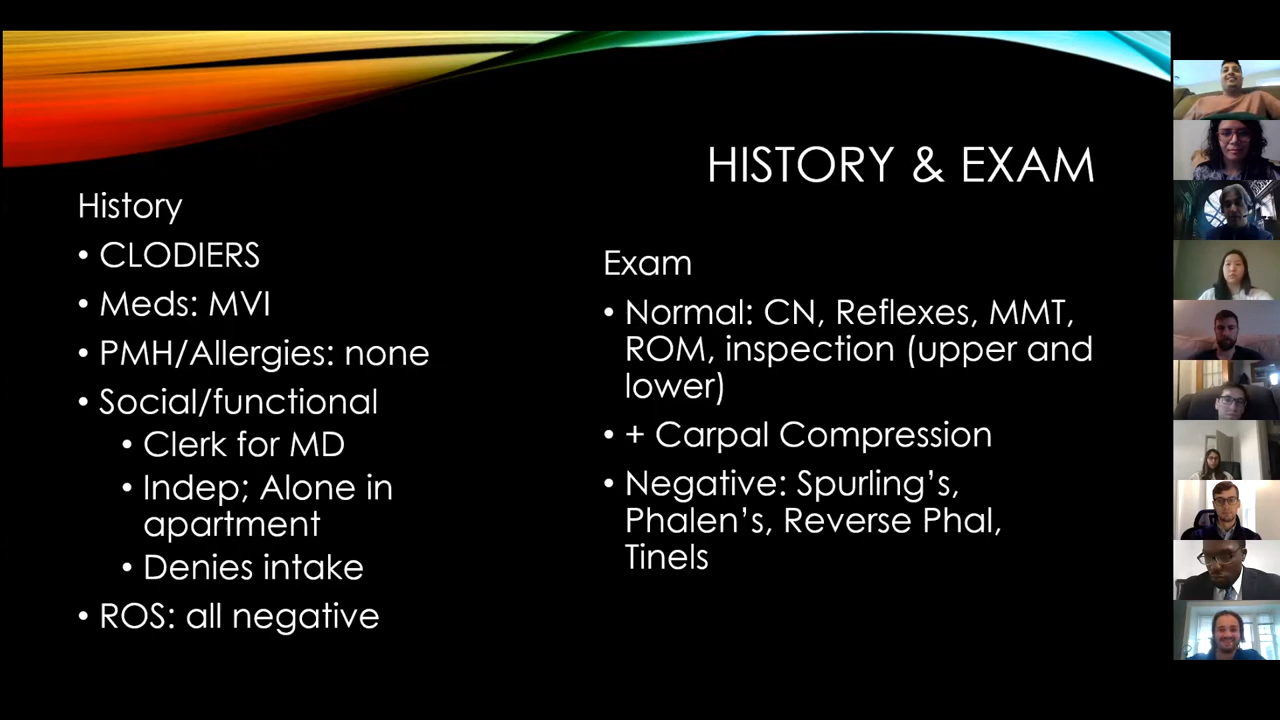 HISTORY & EXAM
History
• CLODIERS
• Meds: MVI
• PMH/Allergies: none
• Social/functional
• Clerk for MD
• Indep; Alone in
apartment
• Denies intake
• ROS: all negative
Exam
• Normal: CN, Reflexes, MMT,
ROM, inspection (upper and
lower)
• + Carpal Compression
• Negative: Spurling’s,
Phalen’s, Reverse Phal,
Tinels